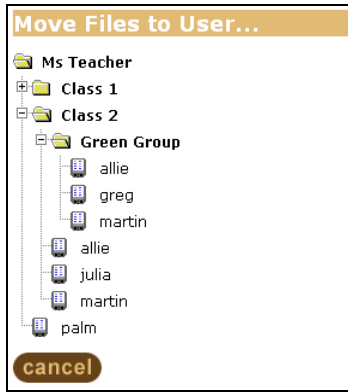 Move Files to User...
Ms Teacher
Class 1
Class 2
Green Group
allie
greg
martin
allie
julia
martin
palm
cancel